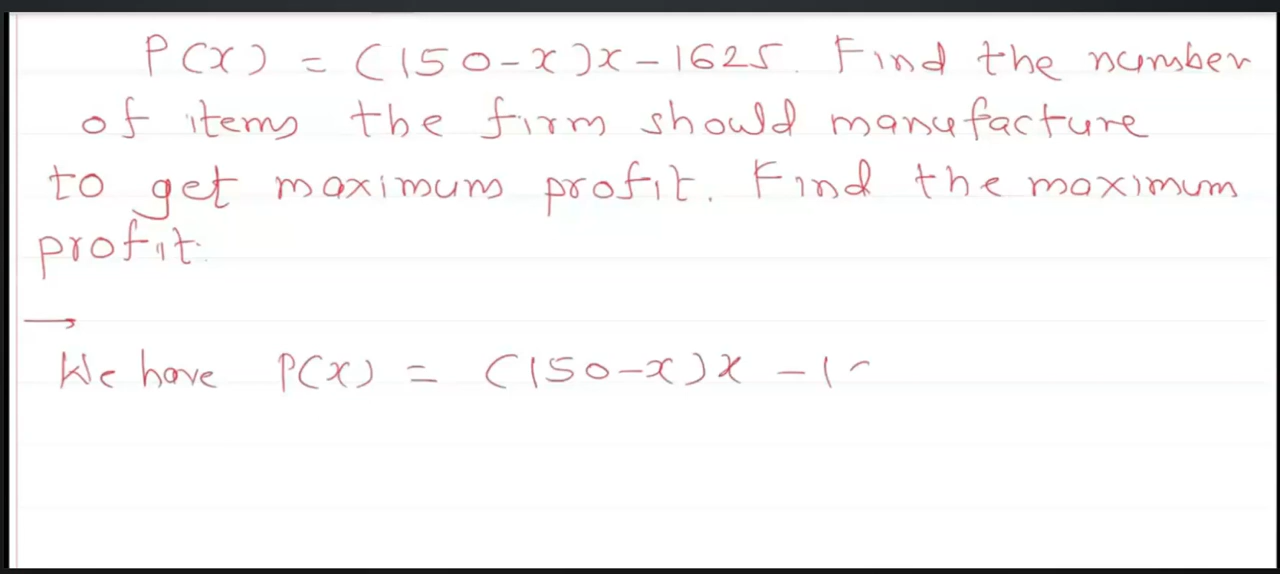 P(x) = (150-x)x-1625. Find the number
of items the firm should manufacture
to get maximum profit. Find the maximum
profit.
→
We have P(x) = (150-x)x - 1